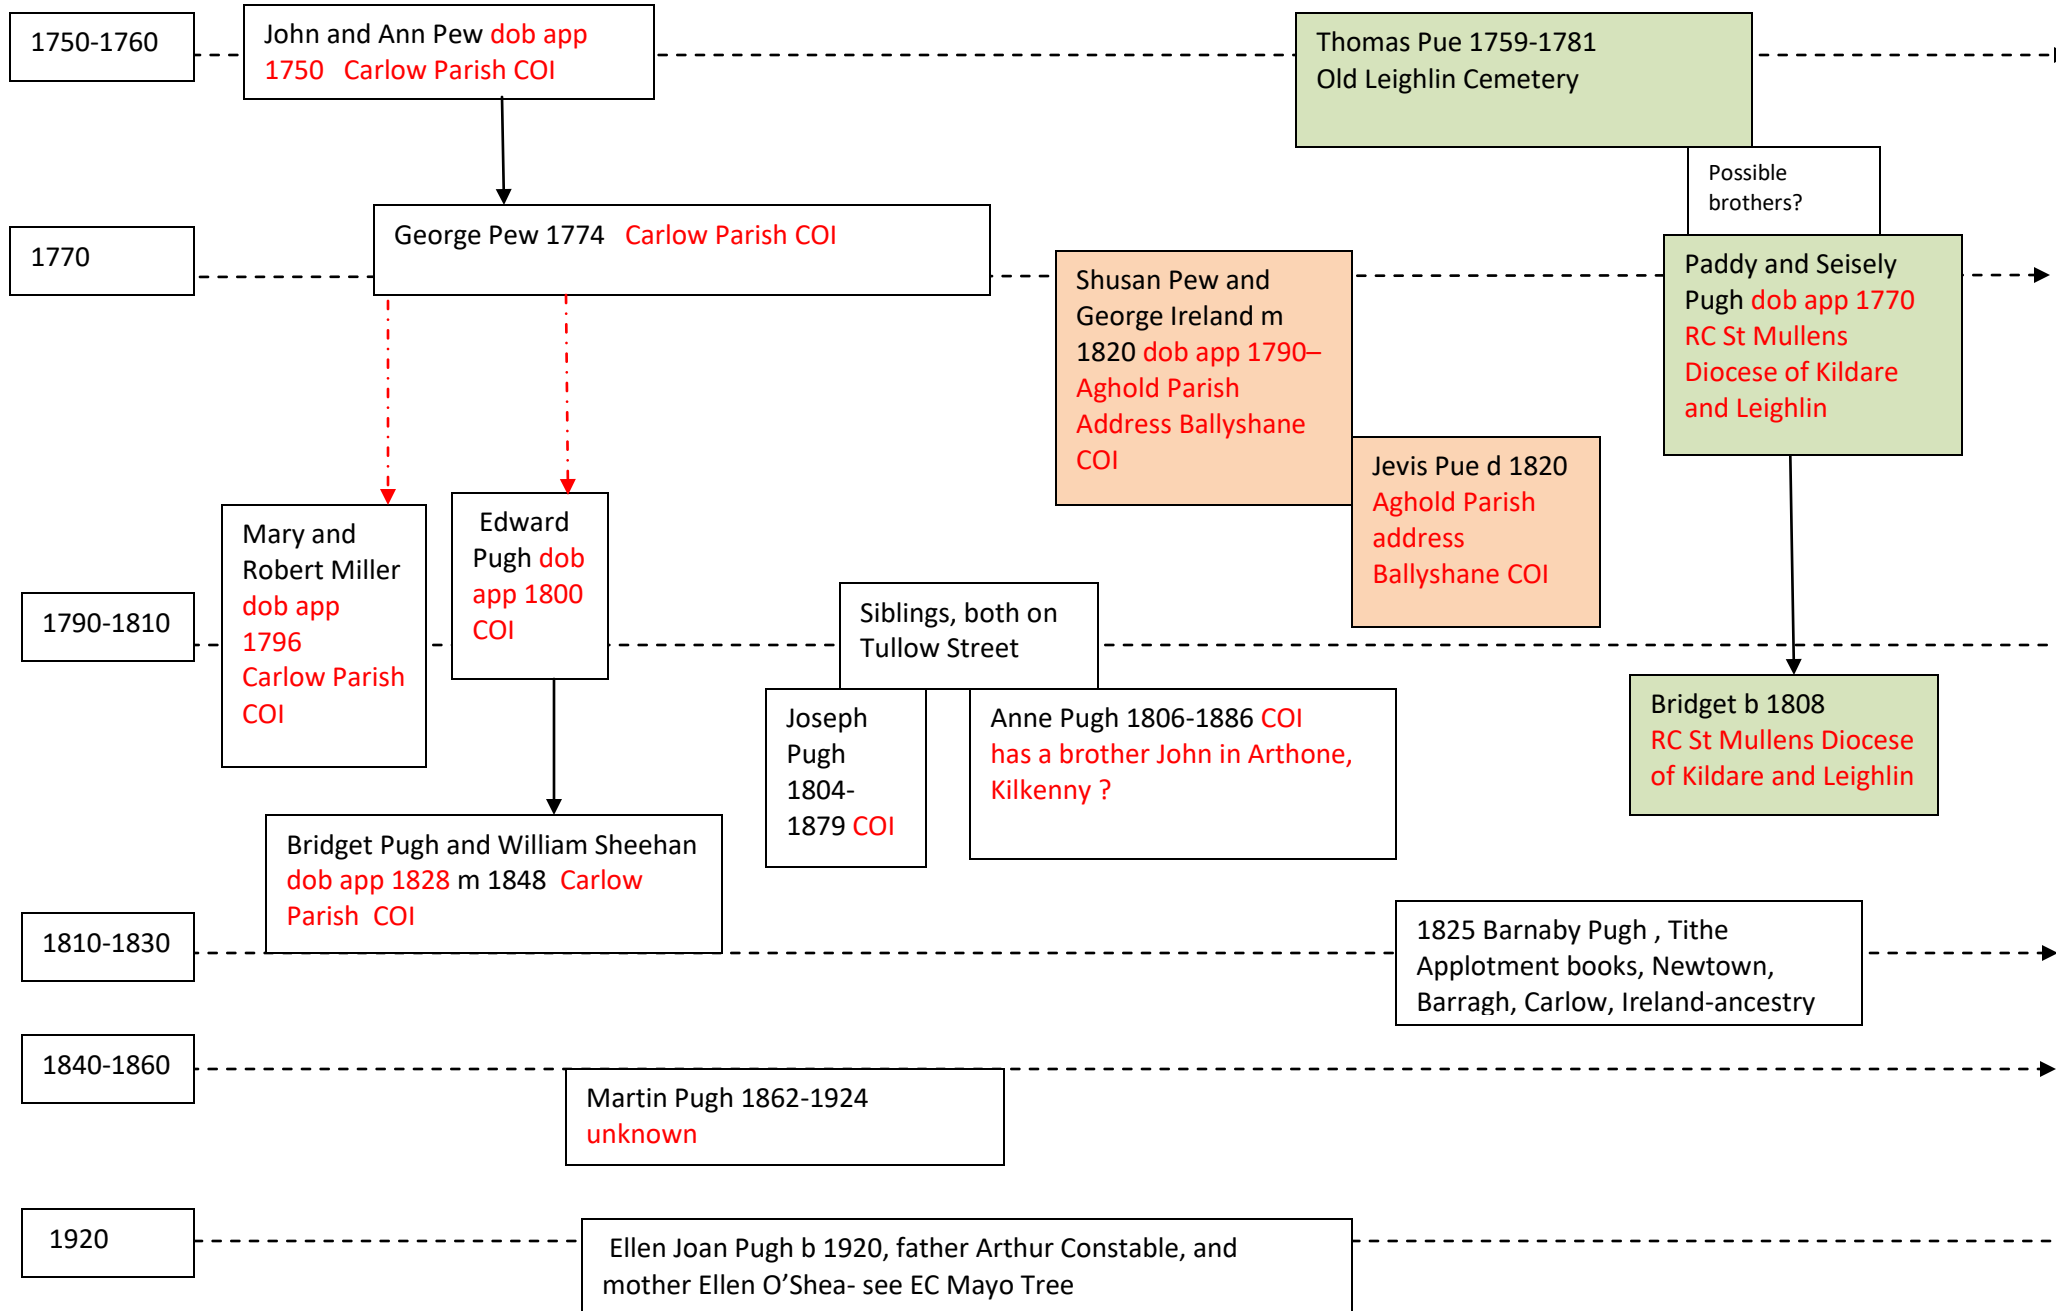 1750-1760
John and Ann Pew dob app
1750 Carlow Parish COI
Thomas Pue 1759-1781
Old Leighlin Cemetery
Possible
brothers?
1770
George Pew 1774 Carlow Parish COI
Shusan Pew and
George Ireland m
1820 dob app 1790–
Aghold Parish
Address Ballyshane
COI
Paddy and Seisely
Pugh dob app 1770
RC St Mullens
Diocese of Kildare
and Leighlin
Jevis Pue d 1820
Aghold Parish
address
Ballyshane COI
1790-1810
Mary and
Robert Miller
dob app
1796
Carlow Parish
COI
Edward
Pugh dob
app 1800
COI
Siblings, both on
Tullow Street
Joseph
Pugh
1804-
1879 COI
Anne Pugh 1806-1886 COI
has a brother John in Arthone,
Kilkenny ?
Bridget b 1808
RC St Mullens Diocese
of Kildare and Leighlin
Bridget Pugh and William Sheehan
dob app 1828 m 1848 Carlow
Parish COI
1810-1830
1825 Barnaby Pugh , Tithe
Applotment books, Newtown,
Barragh, Carlow, Ireland-ancestry
1840-1860
Martin Pugh 1862-1924
unknown
1920
Ellen Joan Pugh b 1920, father Arthur Constable, and
mother Ellen O’Shea- see EC Mayo Tree